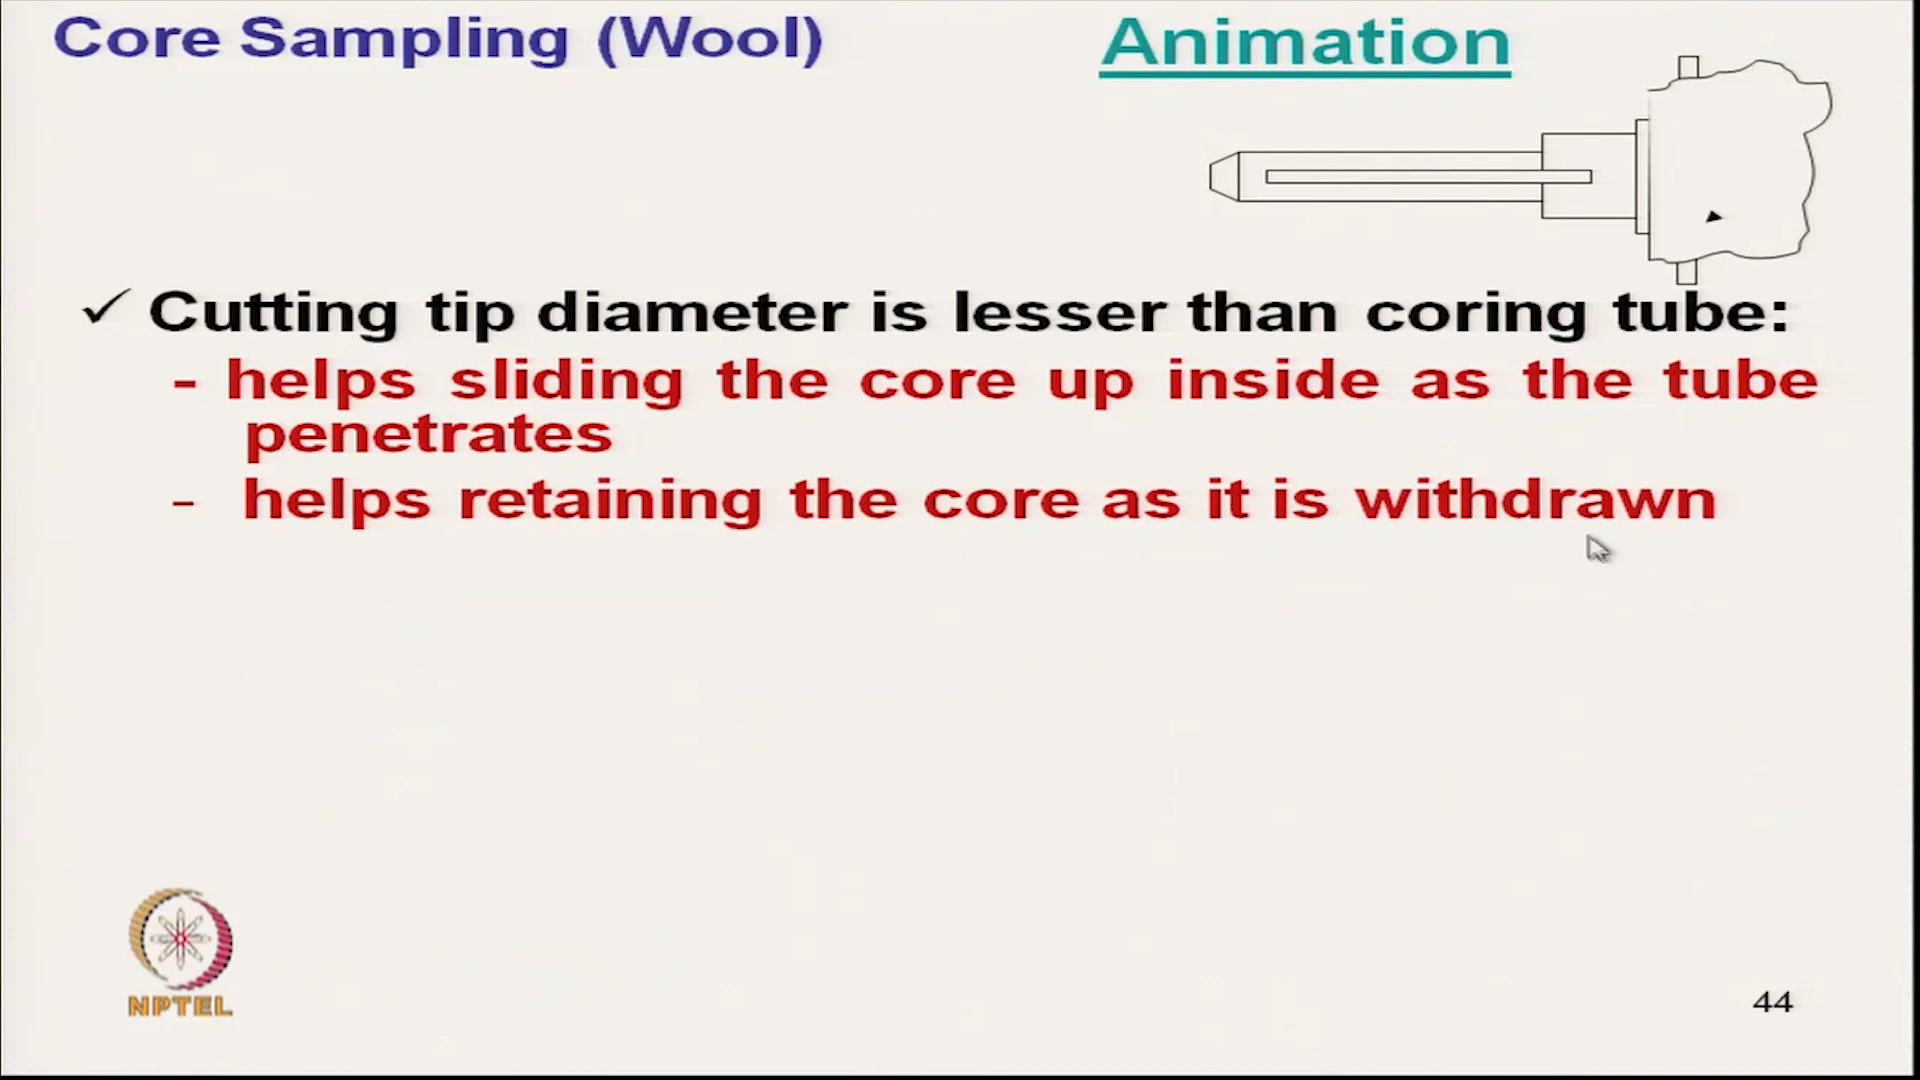 Core Sampling (Wool)
Animation
✓ Cutting tip diameter is lesser than coring tube:
- helps sliding the core up inside as the tube
penetrates
- helps retaining the core as it is withdrawn
NPTEL
44